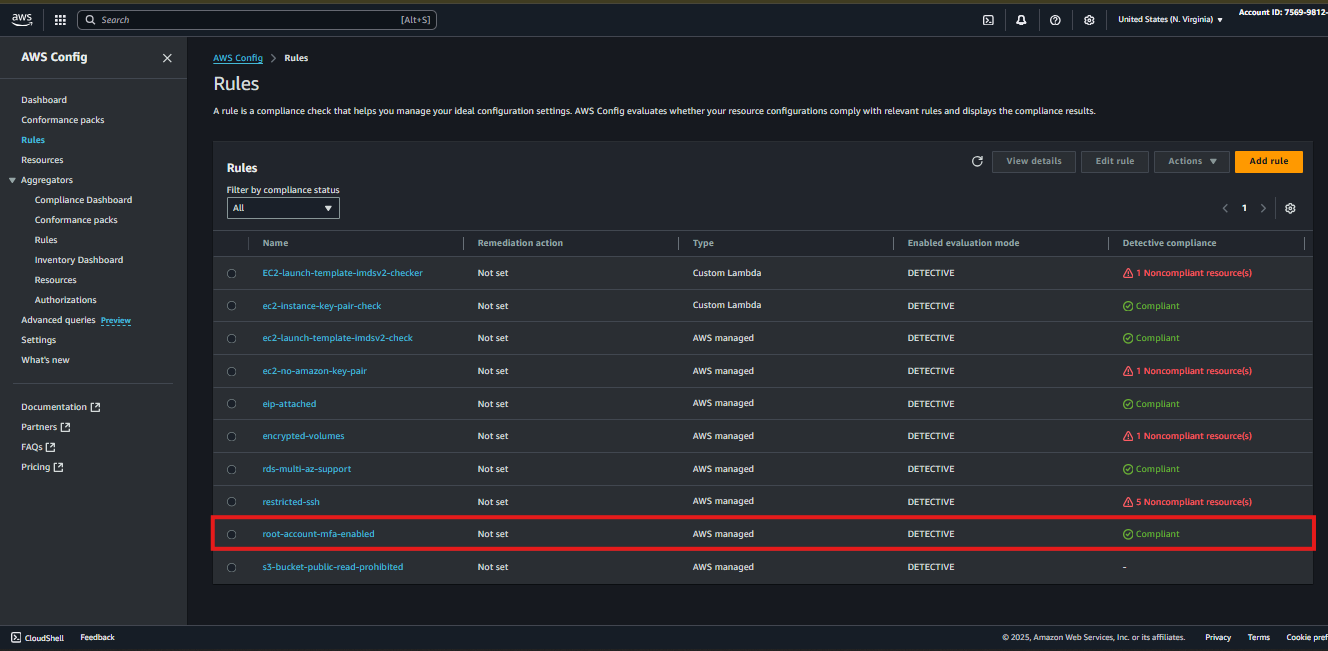 aws
Search [Alt+S]
United States (N. Virginia) ▼
Account ID: 7569-9812-
AWS Config
Dashboard
Conformance packs
Rules
Resources
Aggregators
Compliance Dashboard
Conformance packs
Rules
Inventory Dashboard
Resources
Authorizations
Advanced queries Preview
Settings
What's new
Documentation
Partners
FAQs
Pricing
AWS Config > Rules
Rules
A rule is a compliance check that helps you manage your ideal configuration settings. AWS Config evaluates whether your resource configurations comply with relevant rules and displays the compliance results.
Rules
View details Edit rule Actions ▼ Add rule
Filter by compliance status
All ▼
< 1 >
Name Remediation action Type Enabled evaluation mode Detective compliance
EC2-launch-template-imdsv2-checker Not set Custom Lambda DETECTIVE 1 Noncompliant resource(s)
ec2-instance-key-pair-check Not set Custom Lambda DETECTIVE Compliant
ec2-launch-template-imdsv2-check Not set AWS managed DETECTIVE Compliant
ec2-no-amazon-key-pair Not set AWS managed DETECTIVE 1 Noncompliant resource(s)
eip-attached Not set AWS managed DETECTIVE Compliant
encrypted-volumes Not set AWS managed DETECTIVE 1 Noncompliant resource(s)
rds-multi-az-support Not set AWS managed DETECTIVE Compliant
restricted-ssh Not set AWS managed DETECTIVE 5 Noncompliant resource(s)
root-account-mfa-enabled Not set AWS managed DETECTIVE Compliant
s3-bucket-public-read-prohibited Not set AWS managed DETECTIVE -
CloudShell Feedback © 2025, Amazon Web Services, Inc. or its affiliates. Privacy Terms Cookie pref